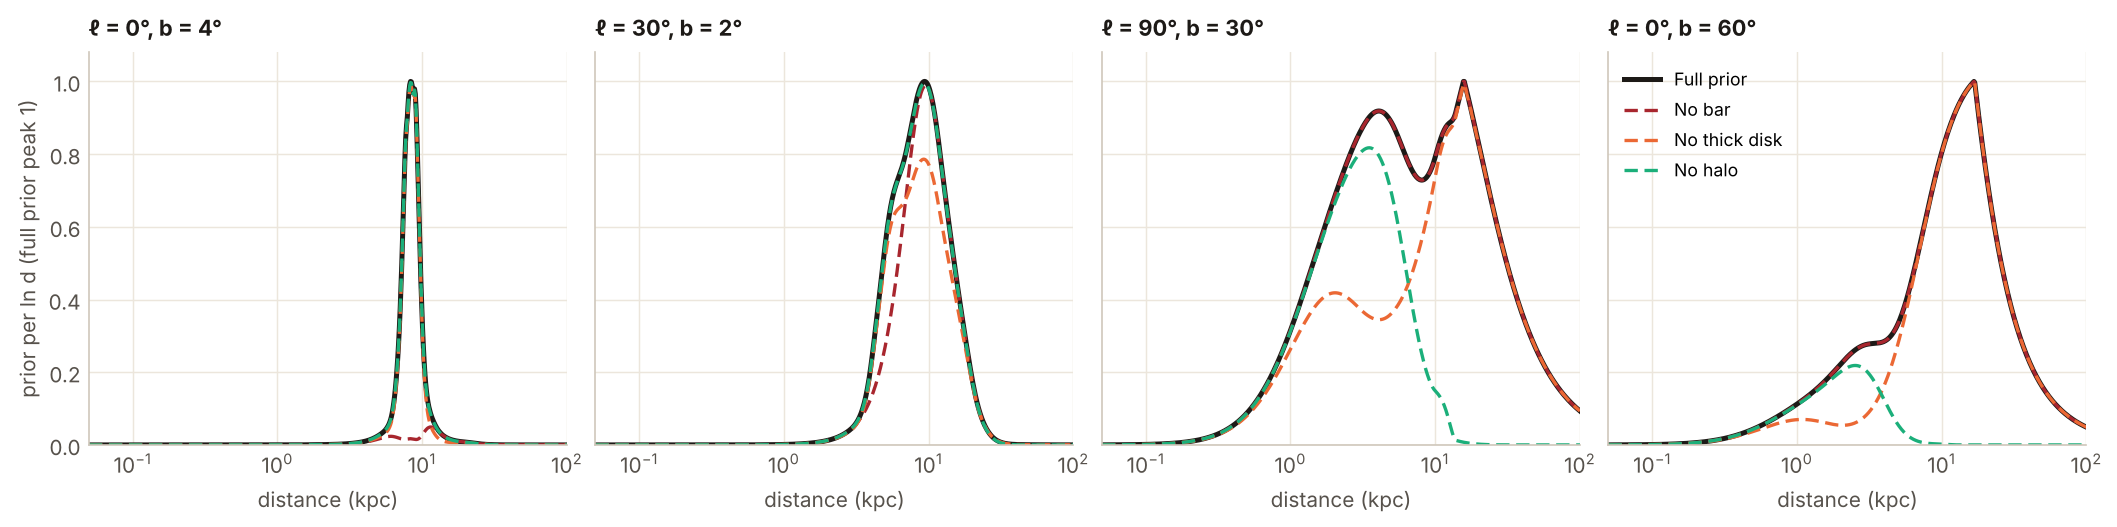 ℓ = 0°, b = 4°
ℓ = 30°, b = 2°
ℓ = 90°, b = 30°
ℓ = 0°, b = 60°
prior per ln d (full prior peak 1)
1.0
0.8
0.6
0.4
0.2
0.0
Full prior
No bar
No thick disk
No halo
10⁻¹ 10⁰ 10¹ 10²
10⁻¹ 10⁰ 10¹ 10²
10⁻¹ 10⁰ 10¹ 10²
10⁻¹ 10⁰ 10¹ 10²
distance (kpc)
distance (kpc)
distance (kpc)
distance (kpc)